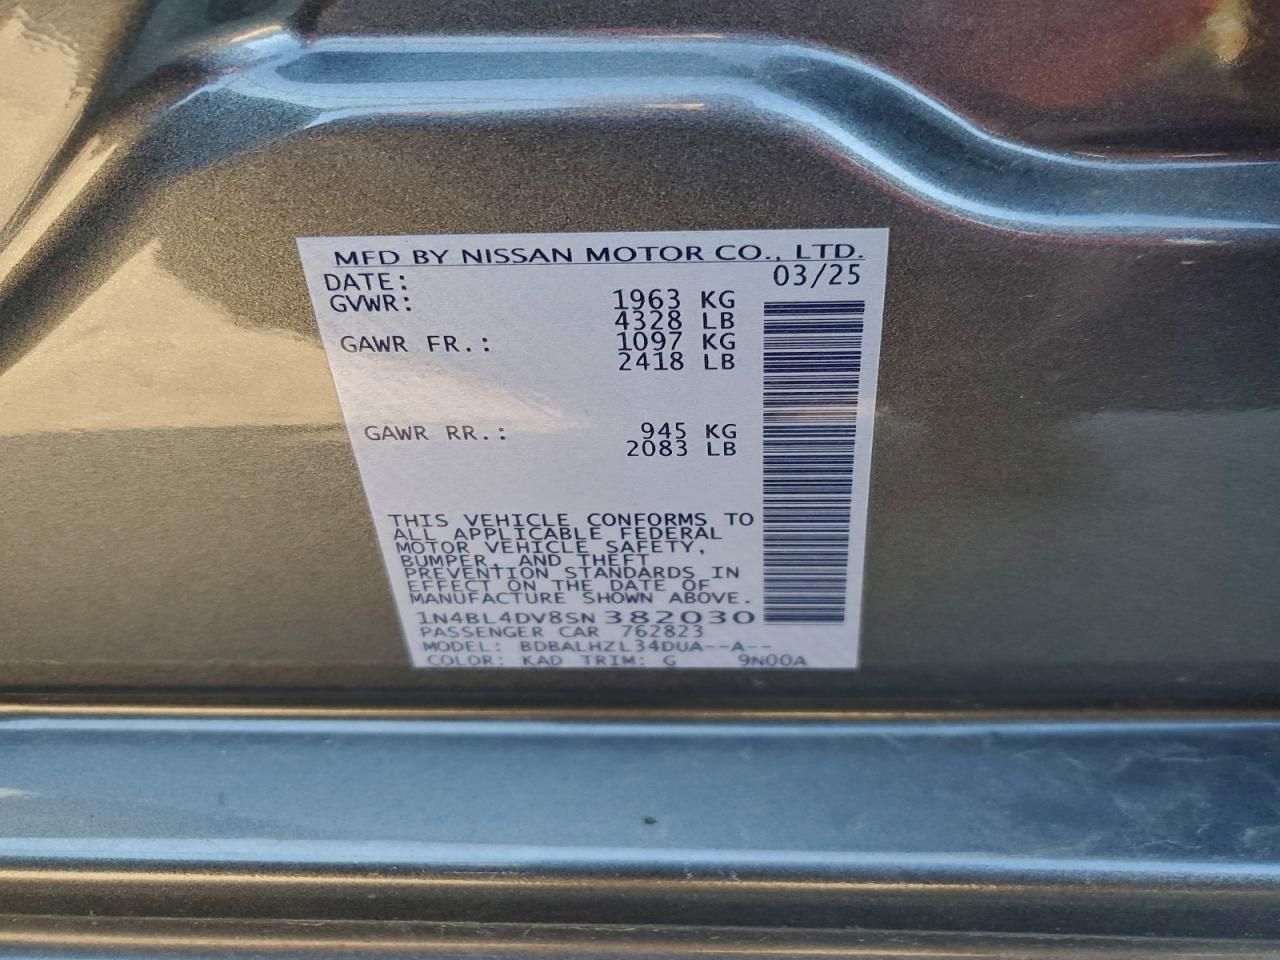 MFD BY NISSAN MOTOR CO., LTD.
DATE: 03/25
GVWR: 1963 KG
4328 LB
GAWR FR.: 1097 KG
2418 LB
GAWR RR.: 945 KG
2083 LB
THIS VEHICLE CONFORMS TO
ALL APPLICABLE FEDERAL
MOTOR VEHICLE SAFETY,
BUMPER, AND THEFT
PREVENTION STANDARDS IN
EFFECT ON THE DATE OF
MANUFACTURE SHOWN ABOVE.
1N4BL4DV8SN382030
PASSENGER CAR 762823
MODEL: BDBALHZL34DUA--A--
COLOR: KAD TRIM: G 9N00A